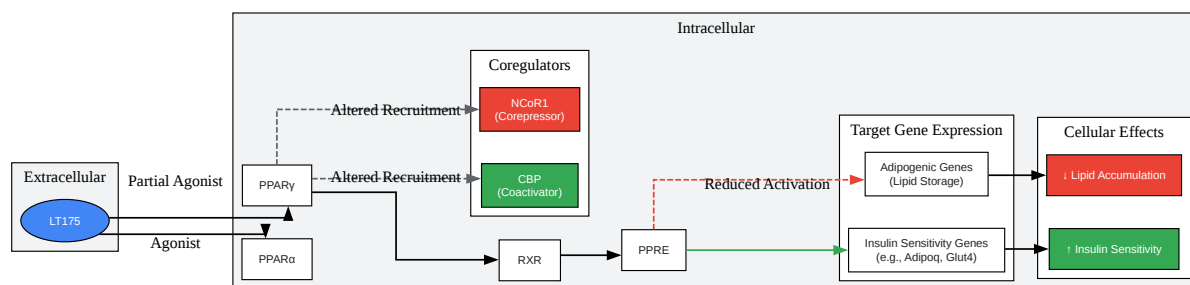 Intracellular
Coregulators
NCoR1
(Corepressor)
Altered Recruitment
CBP
(Coactivator)
Altered Recruitment
Extracellular
LT175
Partial Agonist
Agonist
PPARγ
PPARα
RXR
PPRE
Reduced Activation
Target Gene Expression
Adipogenic Genes
(Lipid Storage)
Insulin Sensitivity Genes
(e.g., Adipoq, Glut4)
Cellular Effects
↓ Lipid Accumulation
↑ Insulin Sensitivity